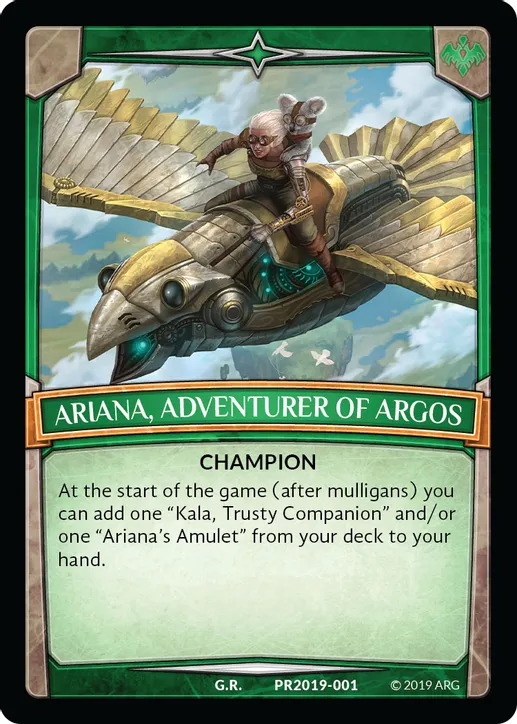 ARIANA, ADVENTURER OF ARGOS
CHAMPION
At the start of the game (after mulligans) you
can add one “Kala, Trusty Companion” and/or
one “Ariana’s Amulet” from your deck to your
hand.
G.R. PR2019-001 © 2019 ARG